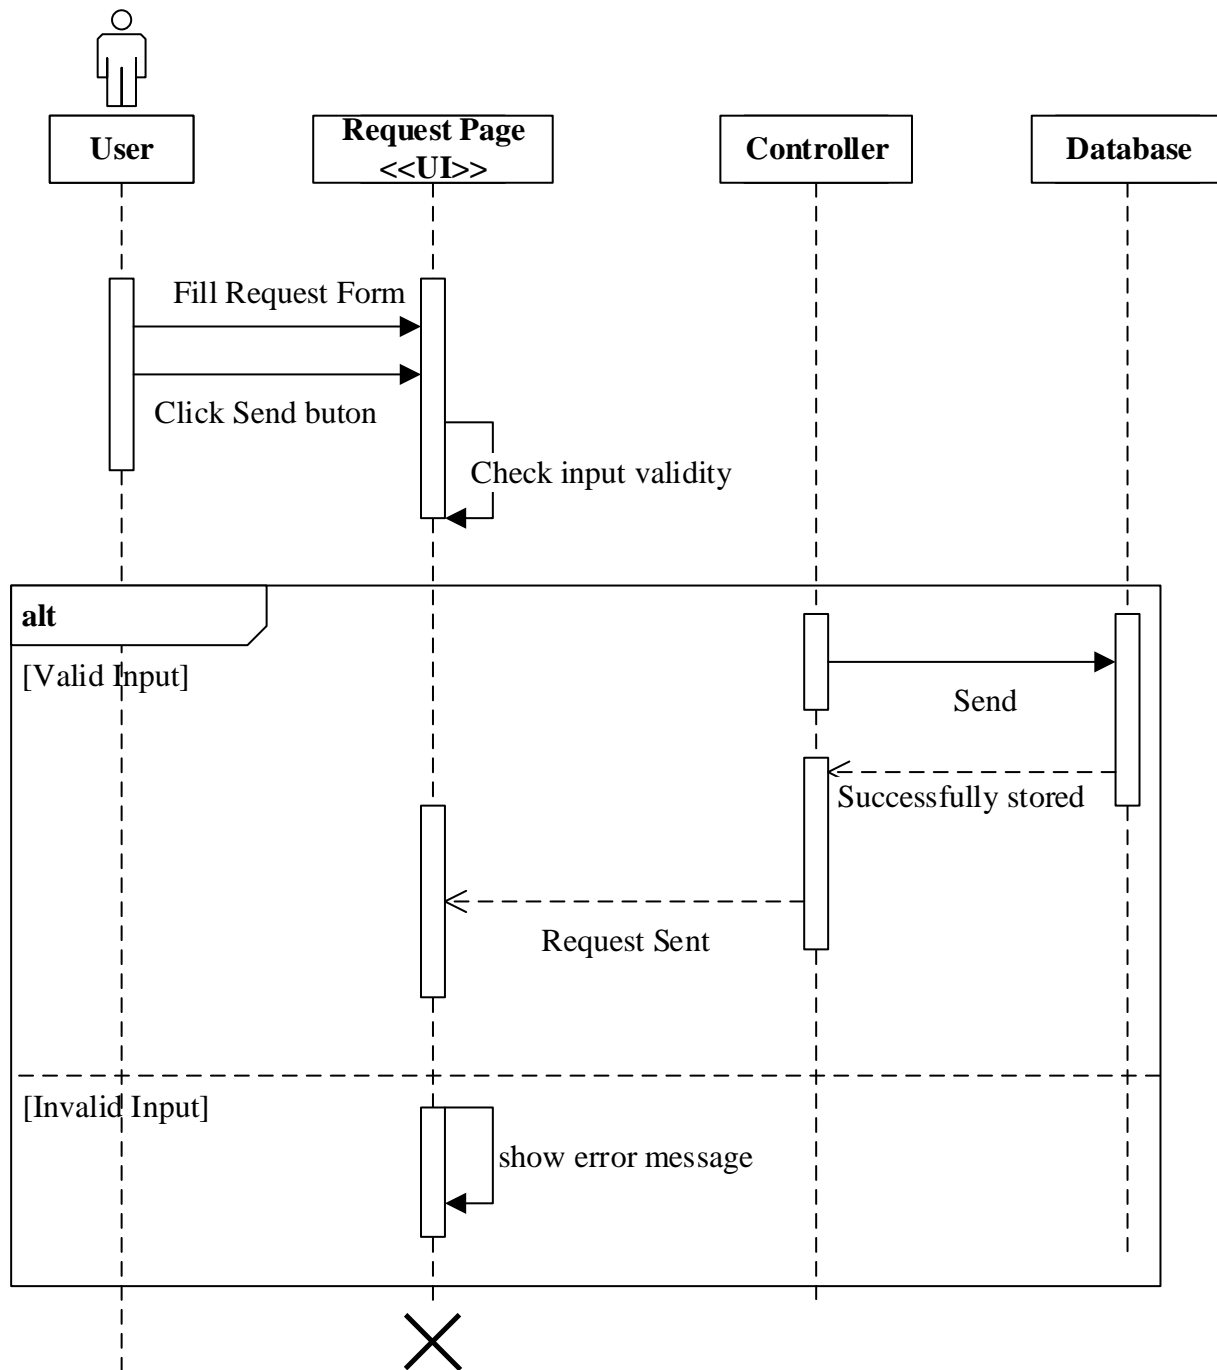 User
Request Page
<<UI>>
Controller
Database
Fill Request Form
Click Send buton
Check input validity
alt
[Valid Input]
Send
Successfully stored
Request Sent
[Invalid Input]
show error message